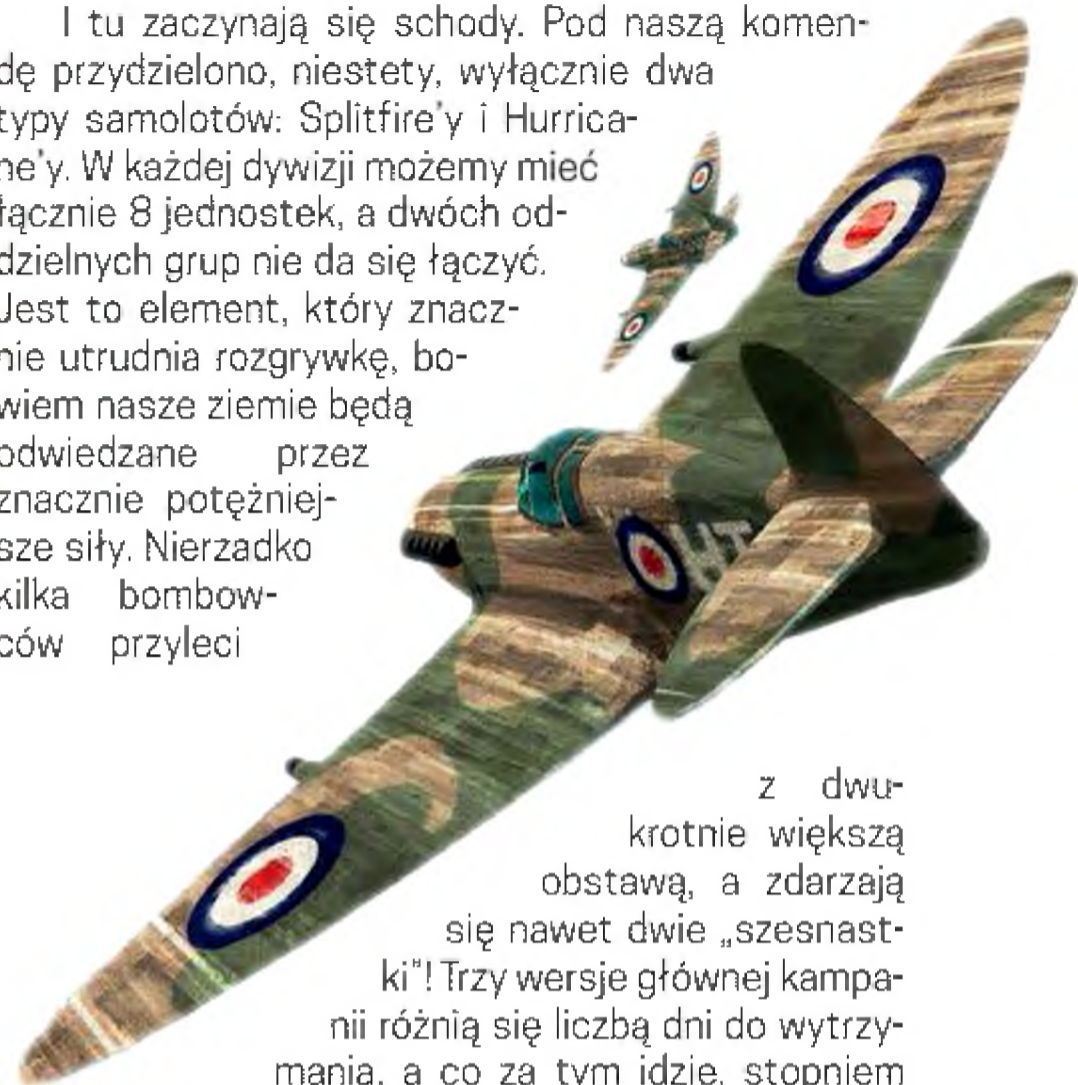 I tu zaczynają się schody. Pod naszą komen-
dę przydzielono, niestety, wyłącznie dwa
typy samolotów: Splitfire'y i Hurrica-
ne'y. W każdej dywizji możemy mieć
łącznie 8 jednostek, a dwóch od-
dzielnych grup nie da się łączyć.
Jest to element, który znacz-
nie utrudnia rozgrywkę, bo-
wiem nasze ziemie będą
odwiedzane przez
znacznie potężniej-
sze siły. Nierzadko
kilka bombow-
ców przyleci
HT
z dwu-
krotnie większą
obstawą, a zdarzają
się nawet dwie „szesnast-
ki"! Trzy wersje głównej kampa-
nii różnią się liczbą dni do wytrzy-
mania, a co za tym idzie, stopniem